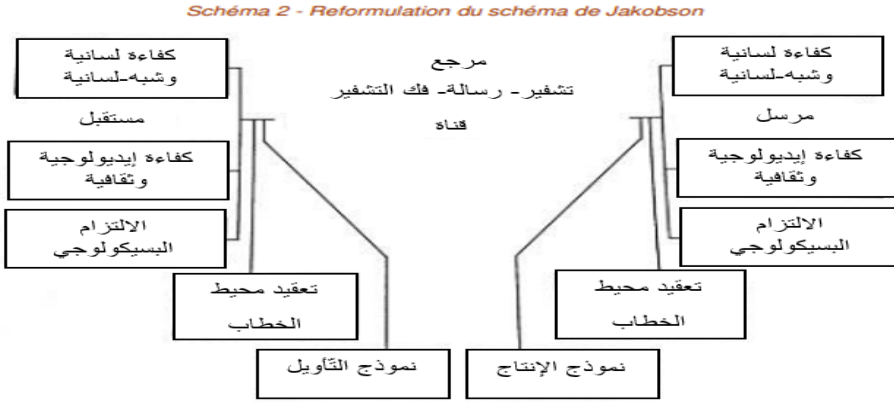 Schéma 2 - Reformulation du schéma de Jakobson
كفاءة لسانية
وشبه-لسانية
مرسل
كفاءة إيديولوجية
وثقافية
الالتزام
البسيكولوجي
تعقيد محيط
الخطاب
نموذج الإنتاج
مرجع
تشفير- رسالة- فك التشفير
قناة
كفاءة لسانية
وشبه-لسانية
مستقبل
كفاءة إيديولوجية
وثقافية
الالتزام
البسيكولوجي
تعقيد محيط
الخطاب
نموذج التّأويل